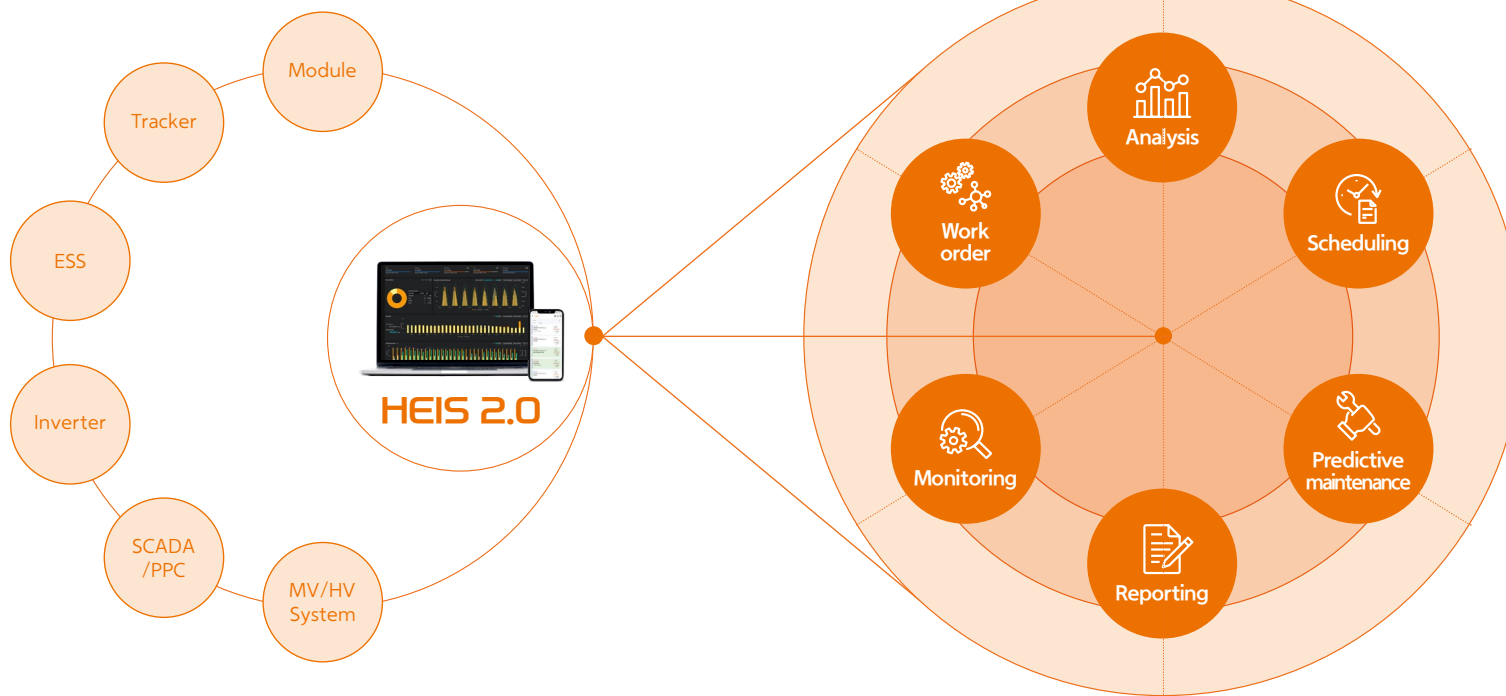 Module
Tracker
ESS
Inverter
SCADA
/PPC
MV/HV
System
HEIS 2.0
Analysis
Scheduling
Predictive
maintenance
Reporting
Monitoring
Work
order